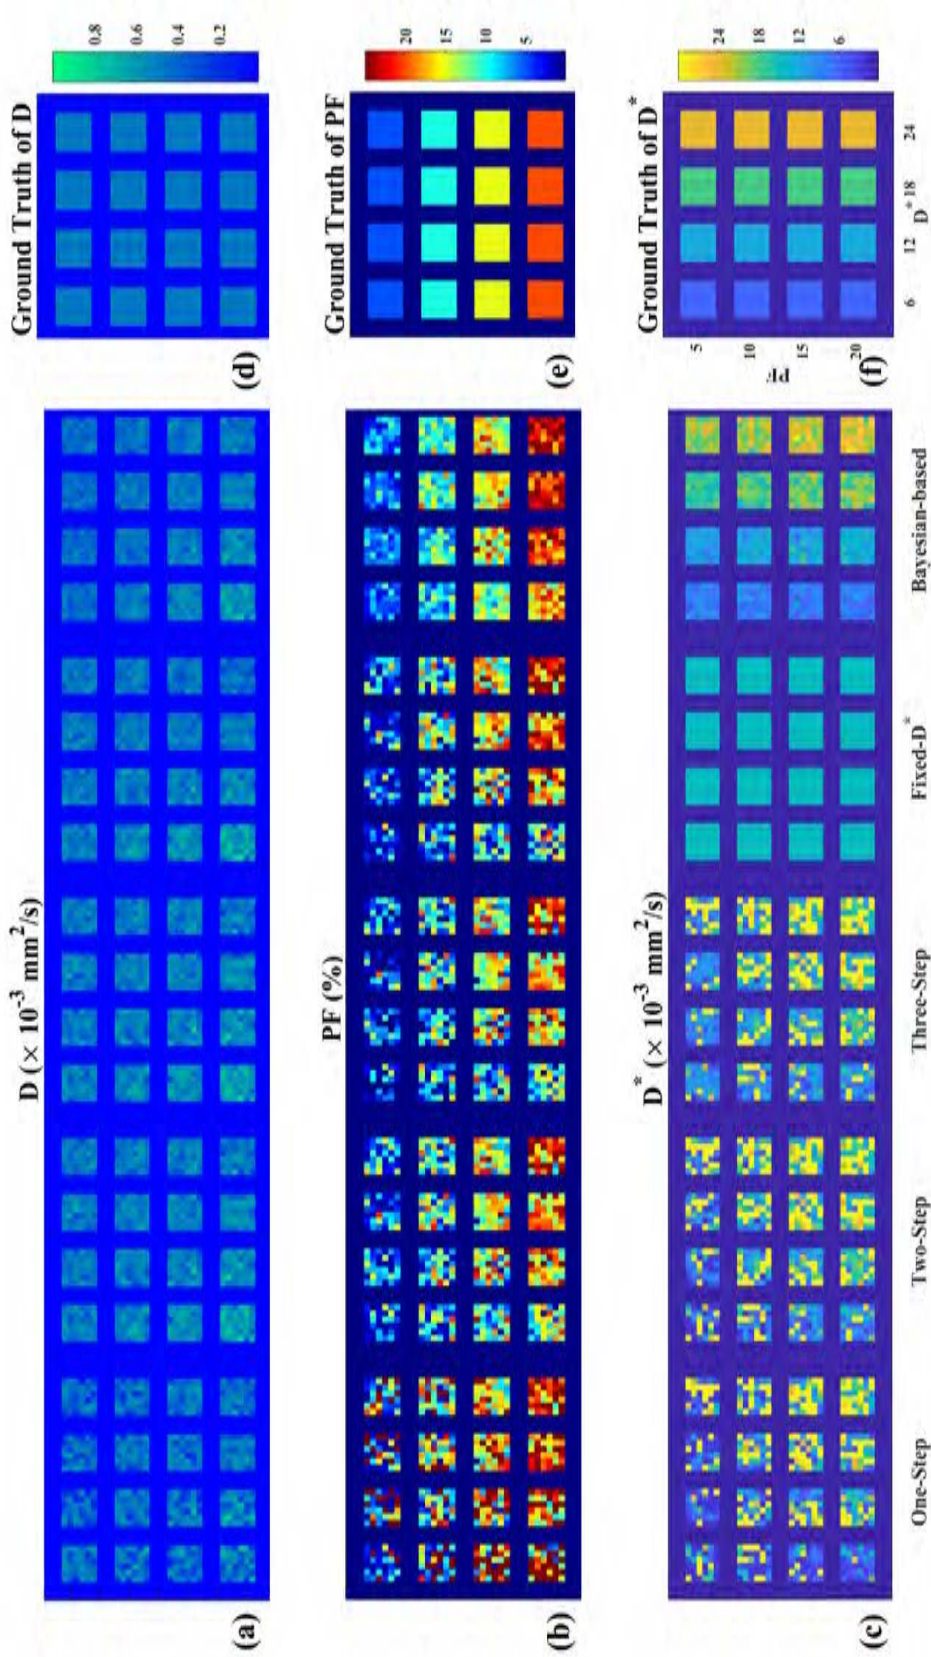 D (× 10⁻³ mm²/s)
Ground Truth of D
0.8
0.6
0.4
0.2
(a)
(d)
PF (%)
Ground Truth of PF
20
15
10
5
(b)
(e)
D* (× 10⁻³ mm²/s)
Ground Truth of D*
24
18
12
6
PF
5
10
15
20
(c)
(f)
6
12
D*
18
24
One-Step
Two-Step
Three-Step
Fixed-D*
Bayesian-based